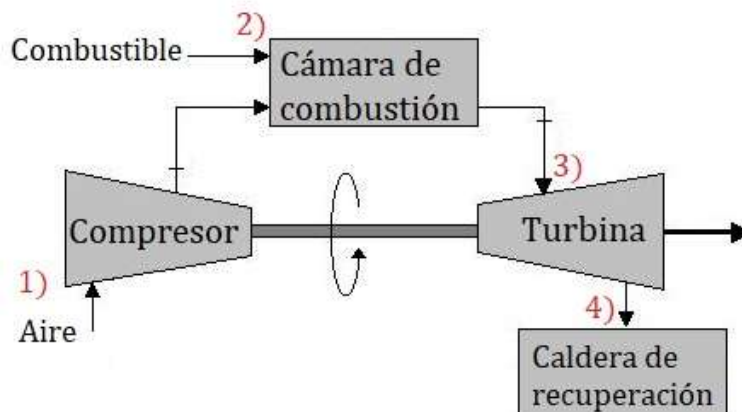 2)
Combustible
Cámara de
combustión
3)
Compresor
Turbina
1)
Aire
4)
Caldera de
recuperación